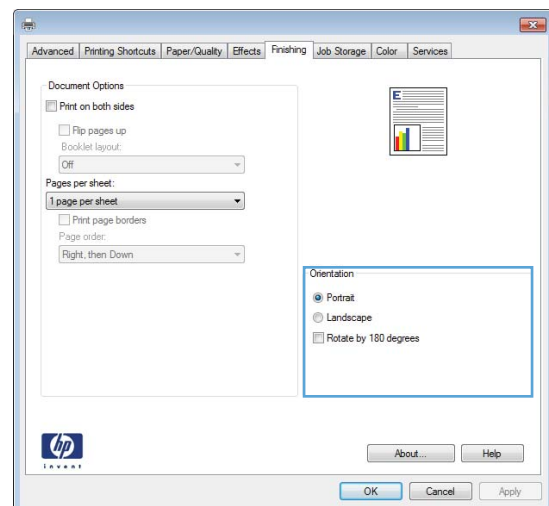 Advanced Printing Shortcuts Paper/Quality Effects Finishing Job Storage Color Services
Document Options
Print on both sides
Flip pages up
Booklet layout:
Off
Pages per sheet:
1 page per sheet
Print page borders
Page order:
Right, then Down
E
Orientation
Portrait
Landscape
Rotate by 180 degrees
hp
invent
About... Help
OK Cancel Apply